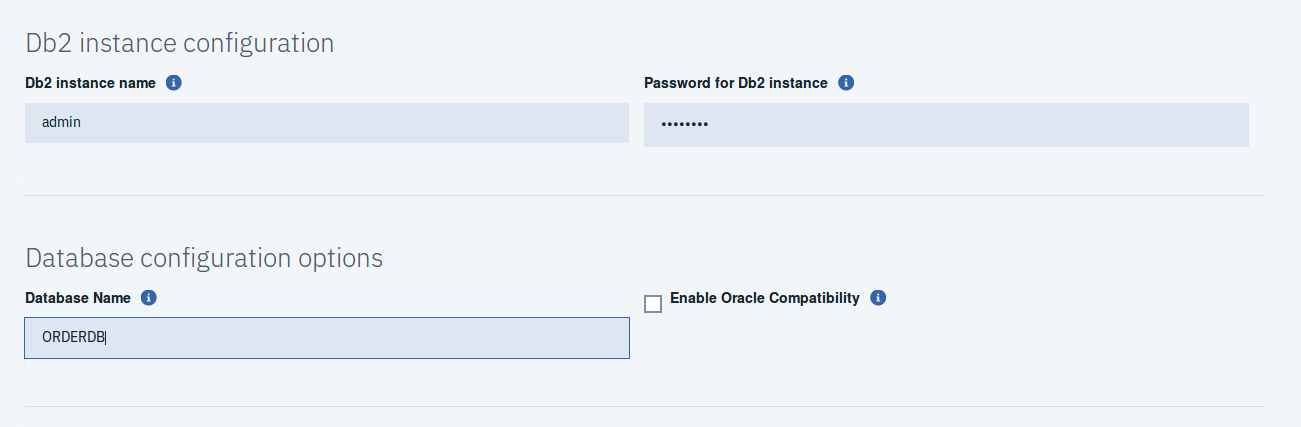 Db2 instance configuration
Db2 instance name
Password for Db2 instance
admin
••••••••
Database configuration options
Database Name
Enable Oracle Compatibility
ORDERDB